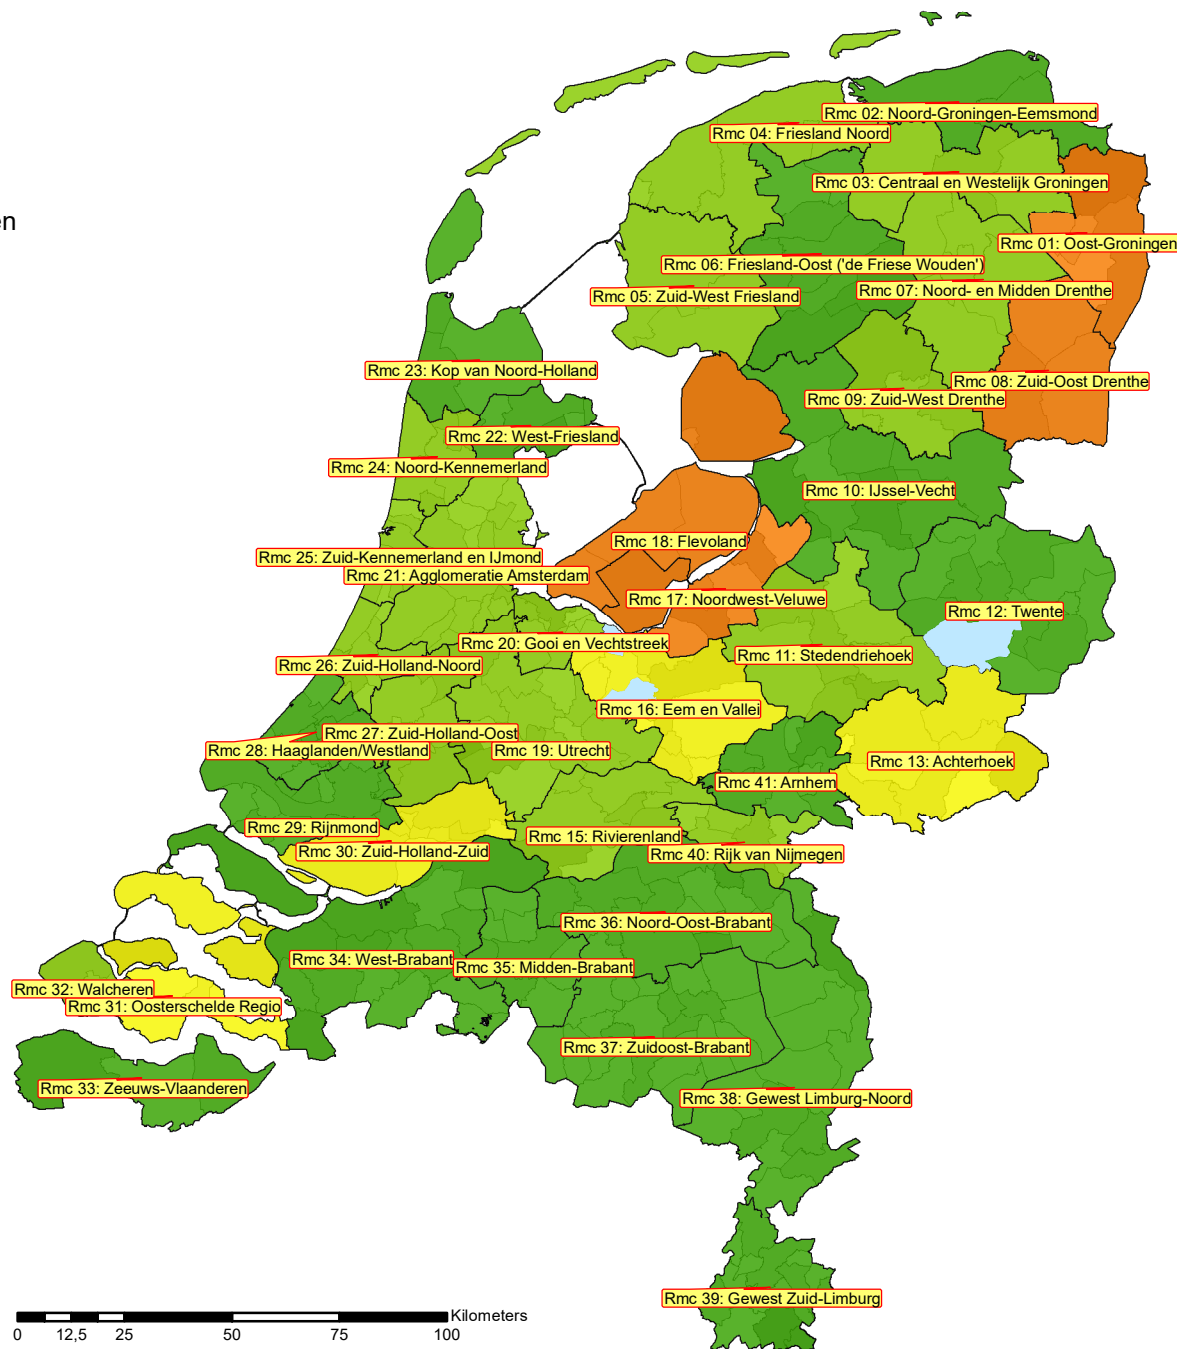 Rmc 02: Noord-Groningen-Eemsmond
Rmc 04: Friesland Noord
Rmc 03: Centraal en Westelijk Groningen
en
Rmc 01: Oost-Groningen
Rmc 06: Friesland-Oost ('de Friese Wouden')
Rmc 07: Noord- en Midden Drenthe
Rmc 05: Zuid-West Friesland
Rmc 23: Kop van Noord-Holland
Rmc 08: Zuid-Oost Drenthe
Rmc 09: Zuid-West Drenthe
Rmc 22: West-Friesland
Rmc 24: Noord-Kennemerland
Rmc 10: IJssel-Vecht
Rmc 18: Flevoland
Rmc 25: Zuid-Kennemerland en IJmond
Rmc 21: Agglomeratie Amsterdam
Rmc 17: Noordwest-Veluwe
Rmc 12: Twente
Rmc 20: Gooi en Vechtstreek
Rmc 11: Stedendriehoek
Rmc 26: Zuid-Holland-Noord
Rmc 16: Eem en Vallei
Rmc 27: Zuid-Holland-Oost
Rmc 28: Haaglanden/Westland
Rmc 19: Utrecht
Rmc 13: Achterhoek
Rmc 41: Arnhem
Rmc 29: Rijnmond
Rmc 15: Rivierenland
Rmc 30: Zuid-Holland-Zuid
Rmc 40: Rijk van Nijmegen
Rmc 36: Noord-Oost-Brabant
Rmc 34: West-Brabant
Rmc 35: Midden-Brabant
Rmc 32: Walcheren
Rmc 31: Oosterschelde Regio
Rmc 37: Zuidoost-Brabant
Rmc 33: Zeeuws-Vlaanderen
Rmc 38: Gewest Limburg-Noord
Rmc 39: Gewest Zuid-Limburg
Kilometers
0 12,5 25 50 75 100